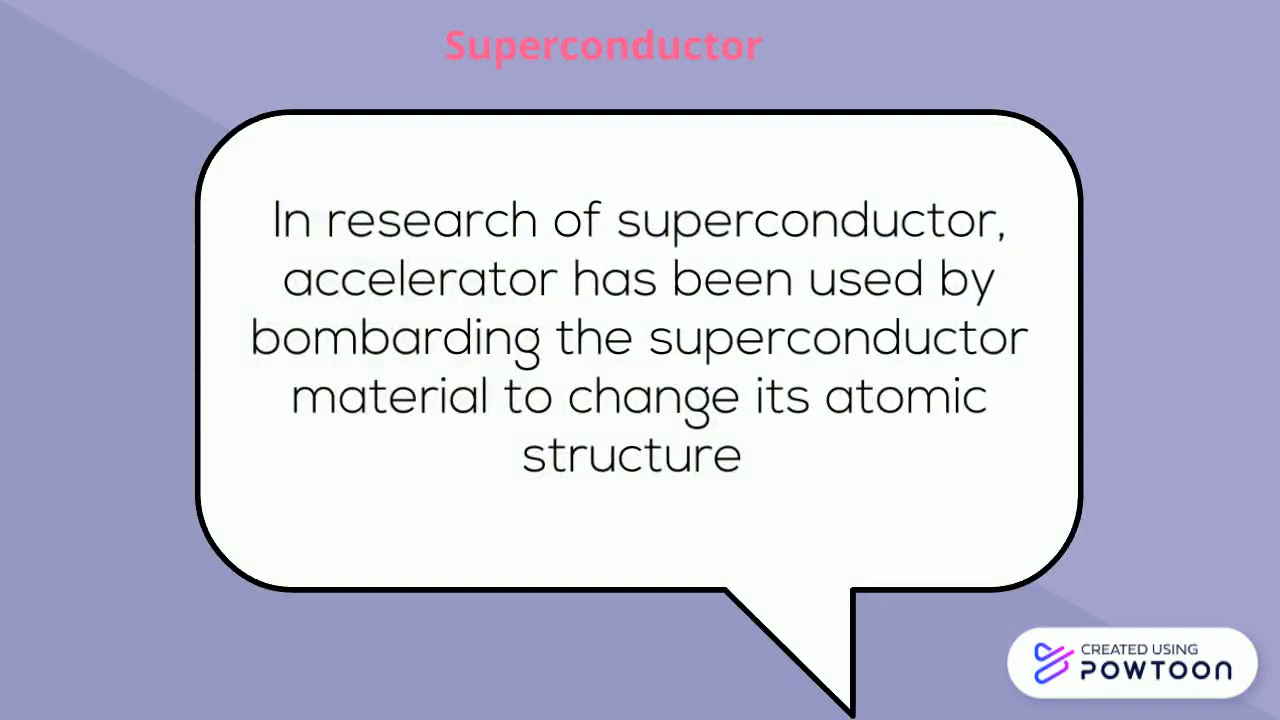 Superconductor
In research of superconductor,
accelerator has been used by
bombarding the superconductor
material to change its atomic
structure
CREATED USING
POWTOON